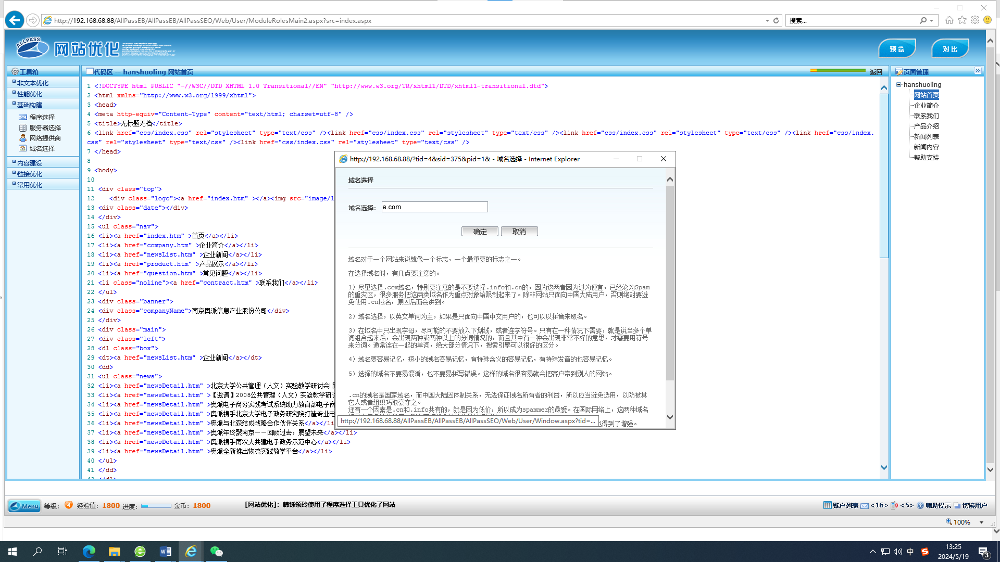 http://192.168.68.88/AllPassEB/AllPassEB/AllPassSEO/Web/User/ModuleRolesMain2.aspx?src=index.aspx
搜索...
ALLPASS
网站优化
预 览
对 比
工具箱
非文本优化
性能优化
基础构建
程序选择
服务器选择
网络提供商
域名选择
内容建设
链接优化
常用优化
代码区 -- hanshuoling 网站首页
返回
1 <!DOCTYPE html PUBLIC "-//W3C//DTD XHTML 1.0 Transitional//EN" "http://www.w3.org/TR/xhtml1/DTD/xhtml1-transitional.dtd">
2 <html xmlns="http://www.w3.org/1999/xhtml">
3 <head>
4 <meta http-equiv="Content-Type" content="text/html; charset=utf-8" />
5 <title>无标题无档</title>
6 <link href="css/index.css" rel="stylesheet" type="text/css" /><link href="css/index.css" rel="stylesheet" type="text/css" /><link href="css/index.css" rel="stylesheet" type="text/css" /><link href="css/index.
css" rel="stylesheet" type="text/css" /><link href="css/index.css" rel="stylesheet" type="text/css" />
7 </head>
8
9 <body>
10
11 <div class="top">
12 <div class="logo"><a href="index.htm" ></a><img src="image/l
13 <div class="date"></div>
14 </div>
15 <ul class="nav">
16 <li><a href="index.htm" >首页</a></li>
17 <li><a href="company.htm" >企业简介</a></li>
18 <li><a href="newsList.htm" >企业新闻</a></li>
19 <li><a href="product.htm" >产品展示</a></li>
20 <li><a href="question.htm" >常见问题</a></li>
21 <li class="noline"><a href="contract.htm" >联系我们</a></li>
22 </ul>
23 <div class="banner">
24 <div class="companyName">南京奥派信息产业股份公司</div>
25 </div>
26 <div class="main">
27 <div class="left">
28 <dl class="box">
29 <dt><a href="newsList.htm" >企业新闻</a></dt>
30 <dd>
31 <ul class="news">
32 <li><a href="newsDetail.htm" >北京大学公共管理（人文）实验教学研讨会顺
33 <li><a href="newsDetail.htm" >【邀请】2008公共管理（人文）实验教学研讨
34 <li><a href="newsDetail.htm" >奥派电子商务实践考试系统助力教育部电子商
35 <li><a href="newsDetail.htm" >奥派携手北京大学电子政务研究院打造专业电
36 <li><a href="newsDetail.htm" >奥派与北森结成战略合作伙伴关系</a></li
37 <li><a href="newsDetail.htm" >奥派年终聚南京——回顾过去，展望未来</a></li>
38 <li><a href="newsDetail.htm" >奥派携手南农大共建电子政务示范中心</a></li>
39 <li><a href="newsDetail.htm" >奥派全新推出物流实践教学平台</a></li>
40 </ul>
41 </dd>
http://192.168.68.88/?tid=4&sid=375&pid=1& - 域名选择 - Internet Explorer
域名选择
域名选择： a.com
确定 取消
域名对于一个网站来说就像一个标志，一个最重要的标志之一。
在选择域名时，有几点要注意的。
1）尽量选择.com域名，特别要注意的是不要选择.info和.cn的，因为这两者因为过为便宜，已经沦为Spam
的重灾区，很多服务把这两类域名作为重点对象给限制起来了。除非网站只面向中国大陆用户，否则绝对要避
免使用.cn域名，原因后面会讲到。
2）域名选择，以英文单词为主，如果是只面向中国中文用户的，也可以以拼音来取名。
3）在域名中只出现字母，尽可能的不要放入下划线，或者连字符号。只有在一种情况下需要，就是说当多个单
词组合起来后，会出现两种或两种以上的分词情况的，而且其中有一种会出现非常不好的意思，才需要用符号
来分词。通常连在一起的单词，绝大部分情况下，搜索引擎可以很好的区分。
4）域名要容易记忆，短小的域名容易记忆，有特殊含义的容易记忆，有特殊发音的也容易记忆。
5）选择的域名不要易混淆，也不要易拼写错误。这样的域名很容易就会把客户带到别人的网站。
.cn的域名是国家域名，而中国大陆因体制关系，无法保证域名所有者的利益，所以应当避免选用，以防被其
它人或者组织巧取豪夺之。
还有一个因素是.cn和.info共有的，就是因为低价，所以成为spammer的最爱。在国际网络上，这两种域名
http://192.168.68.88/AllPassEB/AllPassEB/AllPassSEO/Web/User/Window.aspx?tid=...
得到了增强。
页面管理
hanshuoling
网站首页
企业简介
联系我们
产品介绍
新闻列表
新闻内容
帮助支持
Menu 等级： 4 经验值： 1800 进度： 金币： 1800
[网站优化]：韩铄领玲使用了程序选择工具优化了网站
账户列表 <16> <5> 帮助提示 切换用户
100%
中
13:25
2024/5/19
3